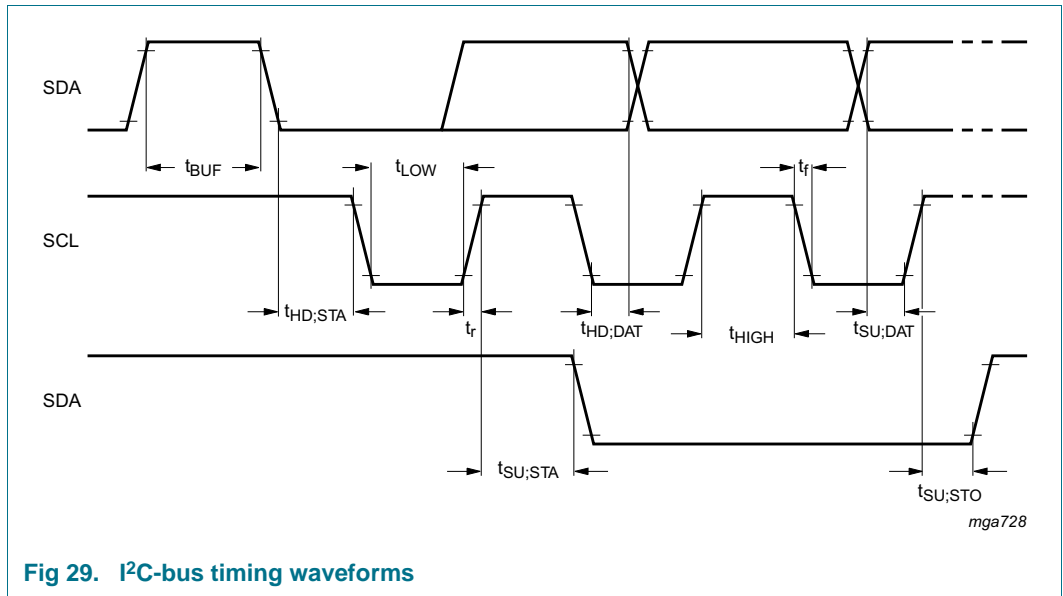 SDA
tBUF
tLOW
tf
SCL
tHD;STA
tr
tHD;DAT
tHIGH
tSU;DAT
SDA
tSU;STA
tSU;STO
mga728
Fig 29. I²C-bus timing waveforms